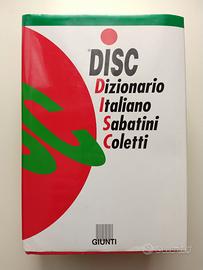 DISC
Dizionario
Italiano
Sabatini
Coletti
D
I
S
C
GIUNTI